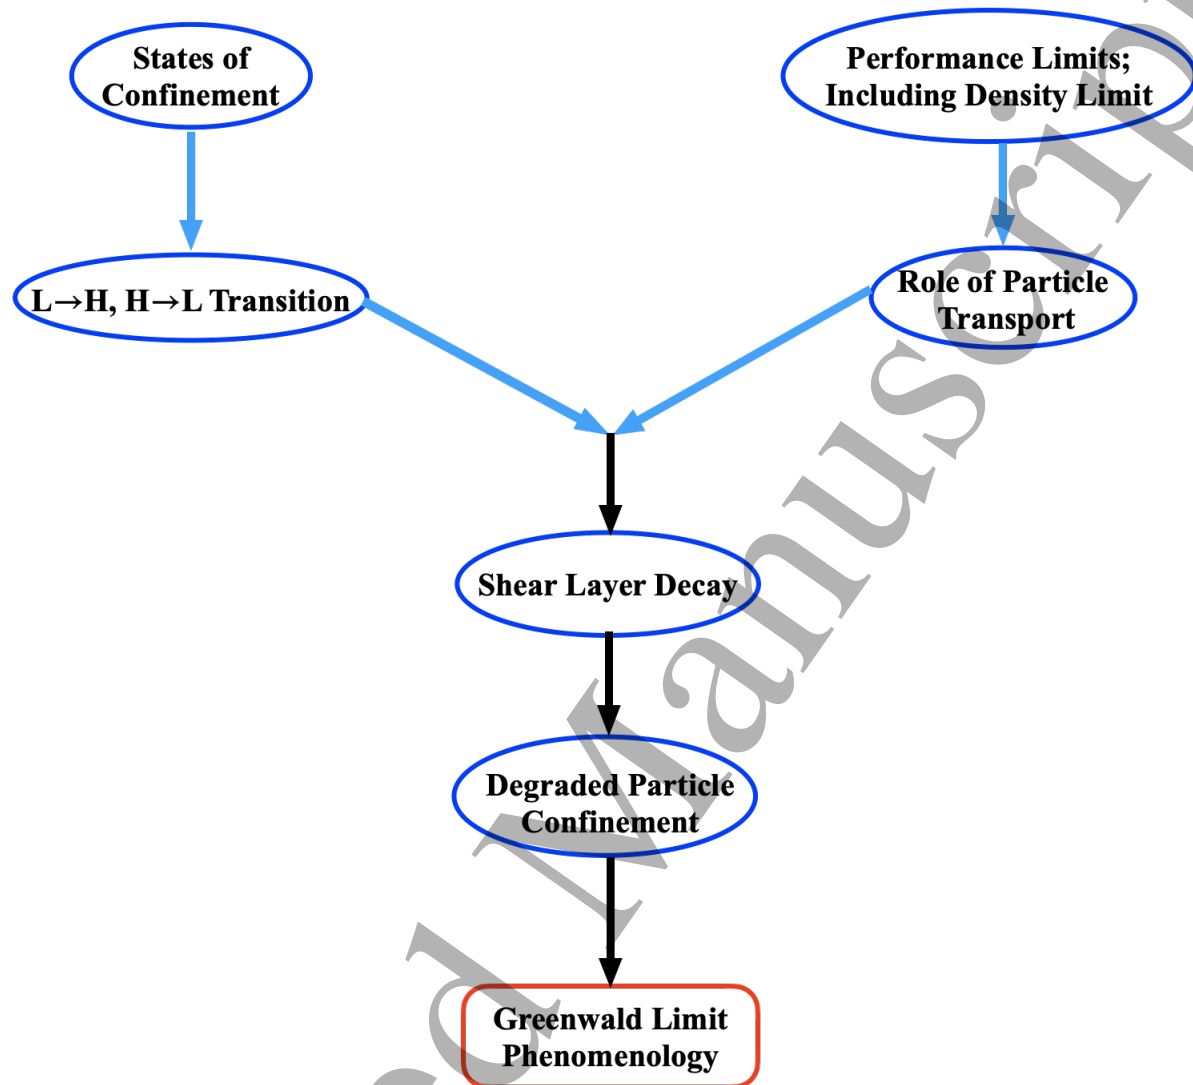 States of
Confinement
Performance Limits;
Including Density Limit
L→H, H→L Transition
Role of Particle
Transport
Shear Layer Decay
Degraded Particle
Confinement
Greenwald Limit
Phenomenology
Manuscrip